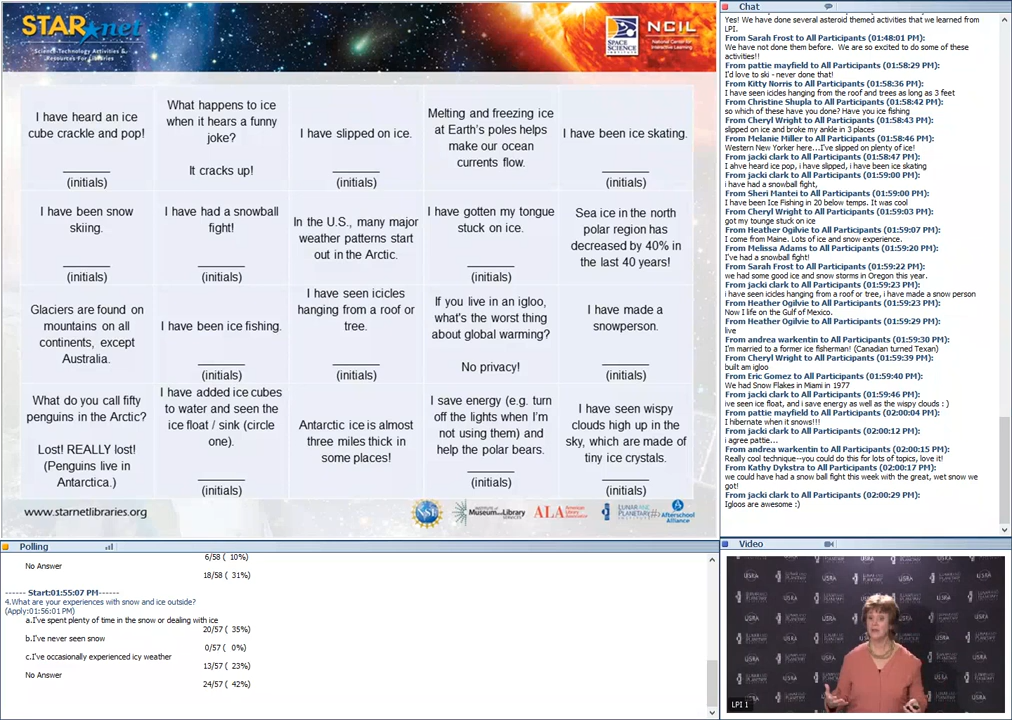 STAR net
Science-Technology Activities &
Resources For Libraries
SPACE
SCIENCE
INSTITUTE
NCIL
National Center for
Interactive Learning
I have heard an ice
cube crackle and pop!
(initials)
What happens to ice
when it hears a funny
joke?
It cracks up!
I have slipped on ice.
(initials)
Melting and freezing ice
at Earth's poles helps
make our ocean
currents flow.
I have been ice skating.
(initials)
I have been snow
skiing.
(initials)
I have had a snowball
fight!
(initials)
In the U.S., many major
weather patterns start
out in the Arctic.
I have gotten my tongue
stuck on ice.
(initials)
Sea ice in the north
polar region has
decreased by 40% in
the last 40 years!
Glaciers are found on
mountains on all
continents, except
Australia.
I have been ice fishing.
(initials)
I have seen icicles
hanging from a roof or
tree.
(initials)
If you live in an igloo,
what's the worst thing
about global warming?
No privacy!
I have made a
snowperson.
(initials)
What do you call fifty
penguins in the Arctic?
Lost! REALLY lost!
(Penguins live in
Antarctica.)
I have added ice cubes
to water and seen the
ice float / sink (circle
one).
(initials)
Antarctic ice is almost
three miles thick in
some places!
I save energy (e.g. turn
off the lights when I'm
not using them) and
help the polar bears.
(initials)
I have seen wispy
clouds high up in the
sky, which are made of
tiny ice crystals.
(initials)
www.starnetlibraries.org
NSF
INSTITUTE of
Museum and Library
SERVICES
ALA American
Library
Association
LUNAR AND
PLANETARY
INSTITUTE
Afterschool
Alliance
Chat
Yes! We have done several asteroid themed activities that we learned from
LPI.
From Sarah Frost to All Participants (01:48:01 PM):
We have not done them before.  We are so excited to do some of these
activities!!
From pattie mayfield to All Participants (01:58:29 PM):
I'd love to ski - never done that!
From Kitty Norris to All Participants (01:58:36 PM):
I have seen icicles hanging from the roof and trees as long as 3 feet
From Christine Shupla to All Participants (01:58:42 PM):
so which of these have you done? Have you ice fishing
From Cheryl Wright to All Participants (01:58:43 PM):
slipped on ice and broke my ankle in 3 places
From Melanie Miller to All Participants (01:58:46 PM):
Western New Yorker here...I've slipped on plenty of ice!
From jacki clark to All Participants (01:58:47 PM):
I ahve heard ice pop, i have slipped, i have been ice skating
From jacki clark to All Participants (01:59:00 PM):
i have had a snowball fight,
From Sheri Mantei to All Participants (01:59:00 PM):
I have been Ice Fishing in 20 below temps. It was cool
From Cheryl Wright to All Participants (01:59:03 PM):
got my tounge stuck on ice
From Heather Ogilvie to All Participants (01:59:07 PM):
I come from Maine. Lots of ice and snow experience.
From Melissa Adams to All Participants (01:59:20 PM):
I've had a snowball fight!
From Sarah Frost to All Participants (01:59:22 PM):
we had some good ice and snow storms in Oregon this year.
From jacki clark to All Participants (01:59:23 PM):
i have seen icicles hanging from a roof or tree, i have made a snow person
From Heather Ogilvie to All Participants (01:59:23 PM):
Now I life on the Gulf of Mexico.
From Heather Ogilvie to All Participants (01:59:29 PM):
live
From andrea warkentin to All Participants (01:59:30 PM):
I'm married to a former ice fisherman! (Canadian turned Texan)
From Cheryl Wright to All Participants (01:59:39 PM):
built am igloo
From Eric Gomez to All Participants (01:59:40 PM):
We had Snow Flakes in Miami in 1977
From jacki clark to All Participants (01:59:46 PM):
ive seen ice float, and i save energy as well as the wispy clouds : )
From pattie mayfield to All Participants (02:00:04 PM):
I hibernate when it snows!!!
From jacki clark to All Participants (02:00:12 PM):
i agree pattie...
From andrea warkentin to All Participants (02:00:15 PM):
Really cool technique--you could do this for lots of topics, love it!
From Kathy Dykstra to All Participants (02:00:17 PM):
we could have had a snow ball fight this week with the great, wet snow we
got!
From jacki clark to All Participants (02:00:29 PM):
Igloos are awesome :)
Polling
6/58 ( 10%)
No Answer
18/58 ( 31%)
------ Start:01:55:07 PM------
4.What are your experiences with snow and ice outside?
(Apply:01:56:01 PM)
a.I've spent plenty of time in the snow or dealing with ice
20/57 ( 35%)
b.I've never seen snow
0/57 ( 0%)
c.I've occasionally experienced icy weather
13/57 ( 23%)
No Answer
24/57 ( 42%)
Video
LUNAR AND
PLANETARY
USRA
LPI 1